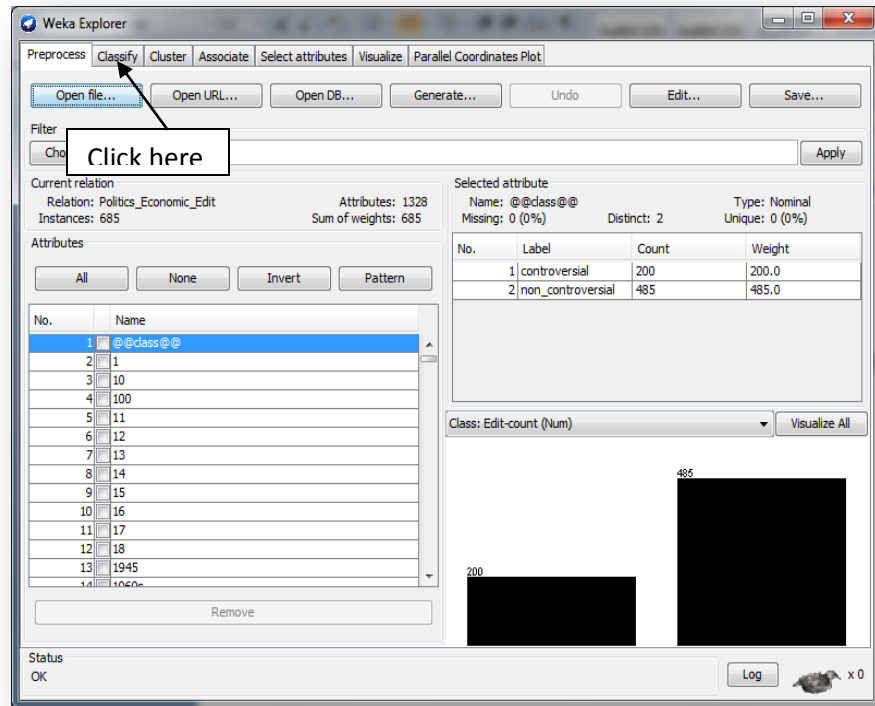 Weka Explorer
Preprocess Classify Cluster Associate Select attributes Visualize Parallel Coordinates Plot
Open file... Open URL... Open DB... Generate... Undo Edit... Save...
Filter
Cho
Click here
Apply
Current relation
Relation: Politics_Economic_Edit Attributes: 1328
Instances: 685 Sum of weights: 685
Attributes
All None Invert Pattern
No. Name
1 @@class@@
2 1
3 10
4 100
5 11
6 12
7 13
8 14
9 15
10 16
11 17
12 18
13 1945
14 1960s
Remove
Selected attribute
Name: @@class@@ Type: Nominal
Missing: 0 (0%) Distinct: 2 Unique: 0 (0%)
No. Label Count Weight
1 controversial 200 200.0
2 non_controversial 485 485.0
Class: Edit-count (Num) Visualize All
485
200
Status
OK
Log x 0